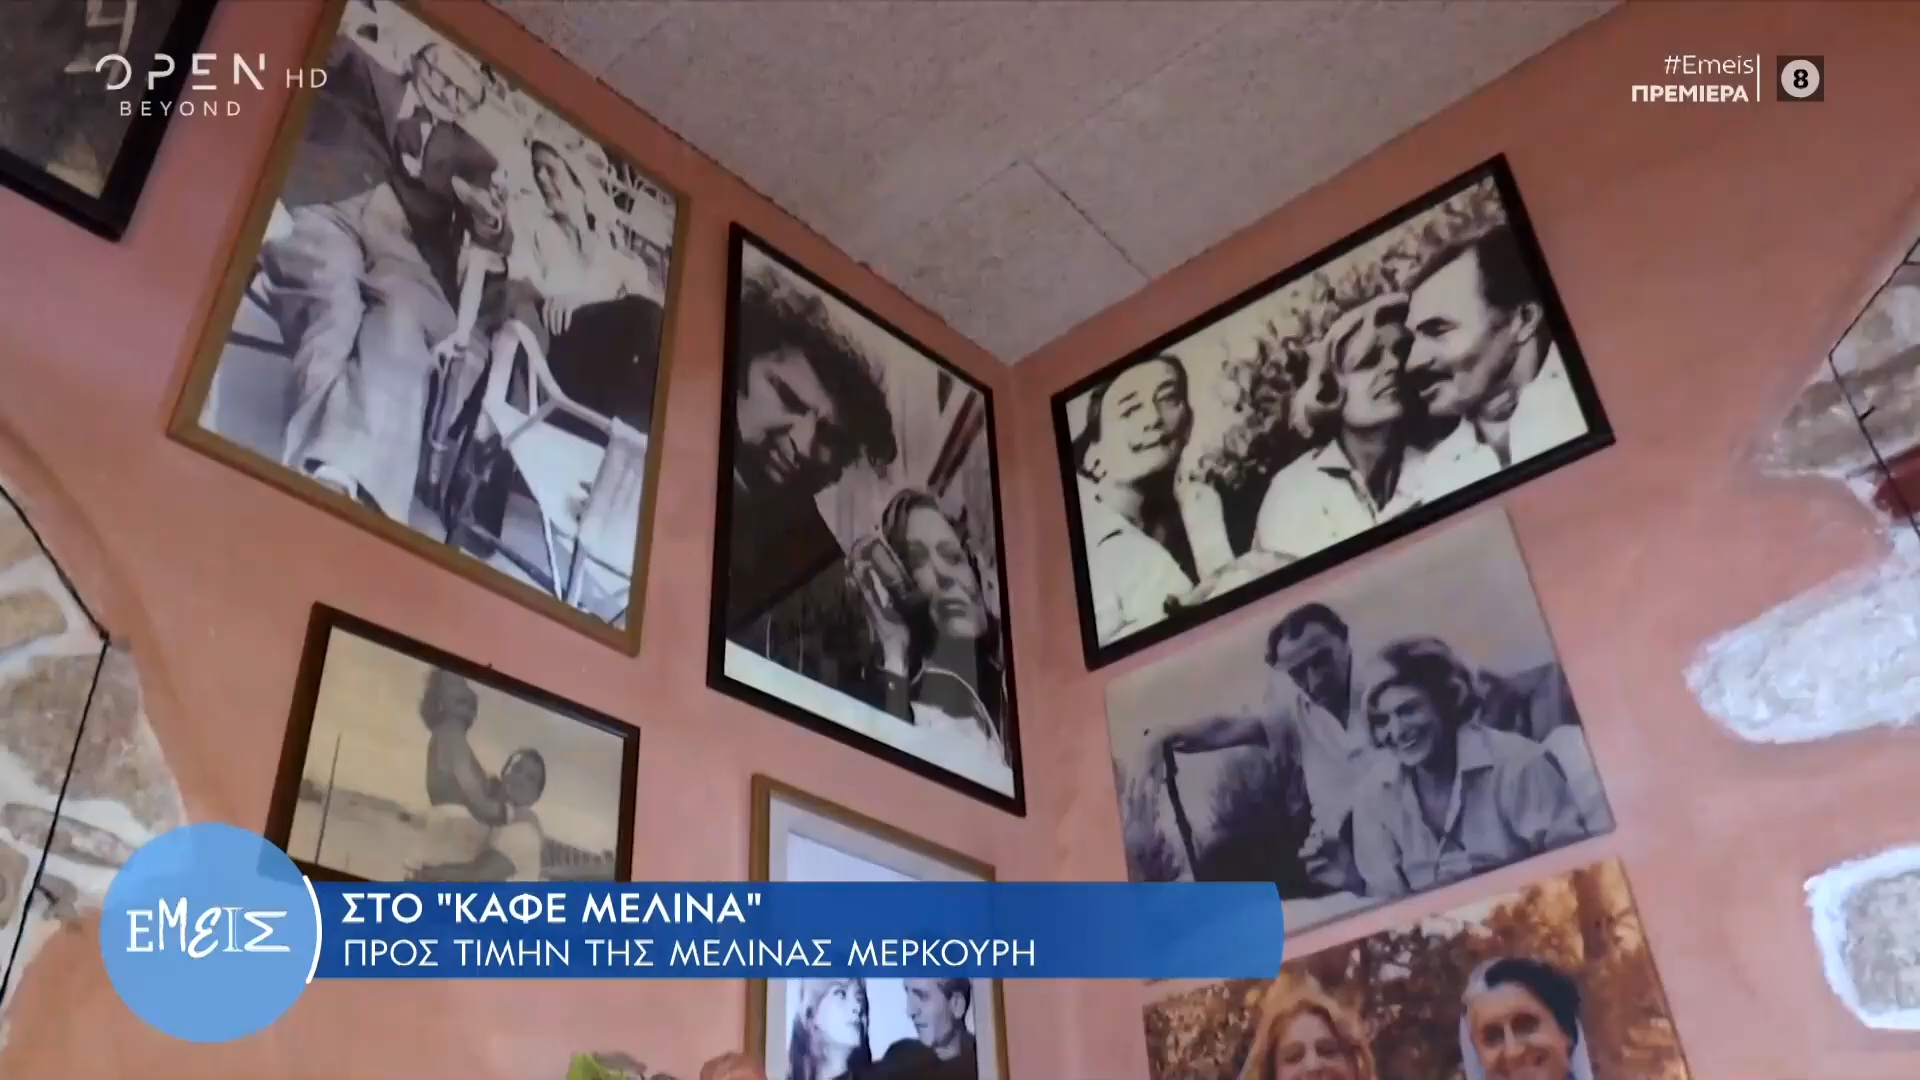 OPEN HD
BEYOND
#Emeis
ΠΡΕΜΙΕΡΑ
8
ΕΜΕΙΣ
ΣΤΟ "ΚΑΦΕ ΜΕΛΙΝΑ"
ΠΡΟΣ ΤΙΜΗΝ ΤΗΣ ΜΕΛΙΝΑΣ ΜΕΡΚΟΥΡΗ